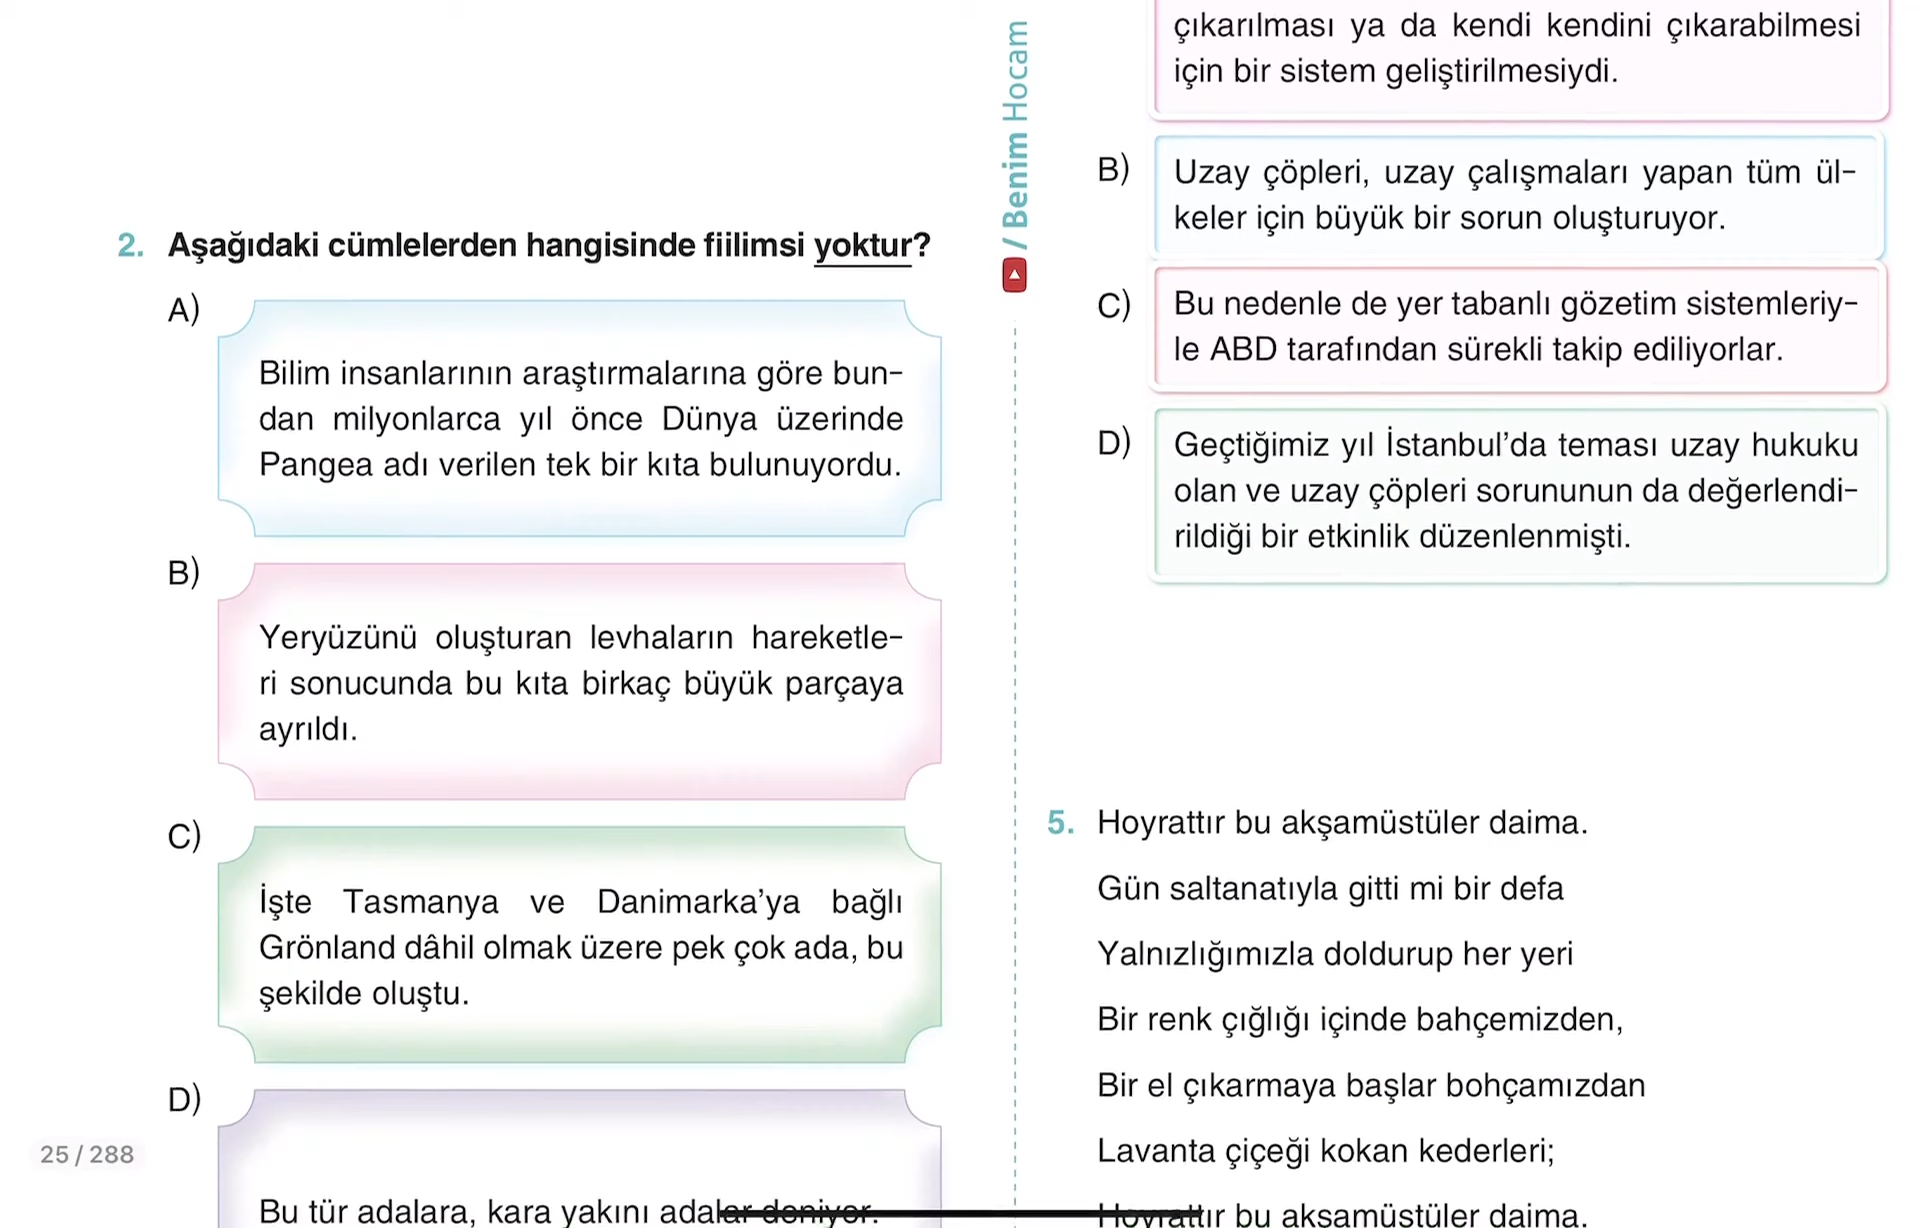 2. Aşağıdaki cümlelerden hangisinde fiilimsi yoktur?
A)
Bilim insanlarının araştırmalarına göre bun-
dan milyonlarca yıl önce Dünya üzerinde
Pangea adı verilen tek bir kıta bulunuyordu.
B)
Yeryüzünü oluşturan levhaların hareketle-
ri sonucunda bu kıta birkaç büyük parçaya
ayrıldı.
C)
İşte Tasmanya ve Danimarka’ya bağlı
Grönland dâhil olmak üzere pek çok ada, bu
şekilde oluştu.
D)
Bu tür adalara, kara yakını adalar deniyor.
25 / 288
/ Benim Hocam
çıkarılması ya da kendi kendini çıkarabilmesi
için bir sistem geliştirilmesiydi.
B) Uzay çöpleri, uzay çalışmaları yapan tüm ül-
keler için büyük bir sorun oluşturuyor.
C) Bu nedenle de yer tabanlı gözetim sistemleriy-
le ABD tarafından sürekli takip ediliyorlar.
D) Geçtiğimiz yıl İstanbul’da teması uzay hukuku
olan ve uzay çöpleri sorununun da değerlendi-
rildiği bir etkinlik düzenlenmişti.
5. Hoyrattır bu akşamüstüler daima.
Gün saltanatıyla gitti mi bir defa
Yalnızlığımızla doldurup her yeri
Bir renk çığlığı içinde bahçemizden,
Bir el çıkarmaya başlar bohçamızdan
Lavanta çiçeği kokan kederleri;
Hoyrattır bu akşamüstüler daima.